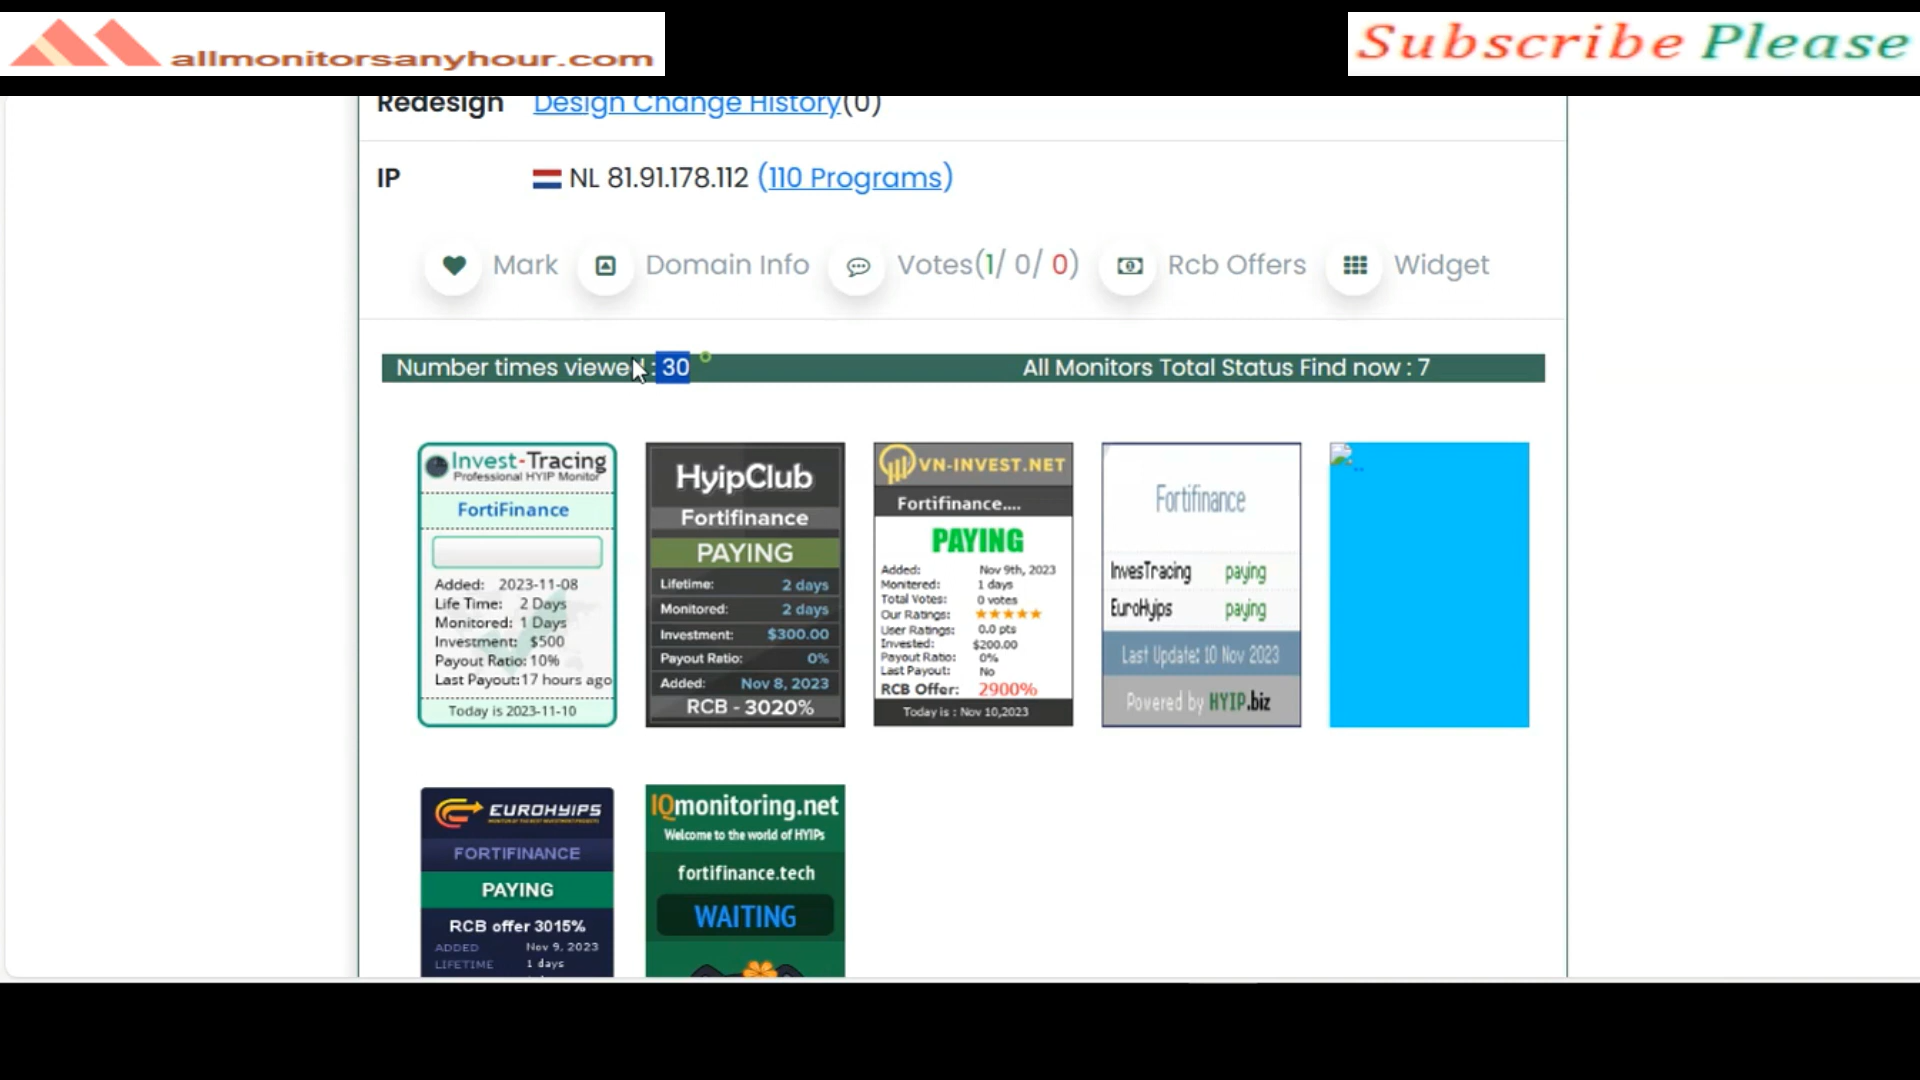 allmonitorsanyhour.com
Subscribe Please
Redesign Design Change History(0)
IP NL 81.91.178.112 (110 Programs)
Mark Domain Info Votes(1/ 0/ 0) Rcb Offers Widget
Number times viewed : 30
All Monitors Total Status Find now : 7
Invest-Tracing
Professional HYIP Monitor
FortiFinance
Added: 2023-11-08
Life Time: 2 Days
Monitored: 1 Days
Investment: $500
Payout Ratio: 10%
Last Payout:17 hours ago
Today is 2023-11-10
HyipClub
Fortifinance
PAYING
Lifetime: 2 days
Monitored: 2 days
Investment: $300.00
Payout Ratio: 0%
Added: Nov 8, 2023
RCB - 3020%
VN-INVEST.NET
Fortifinance....
PAYING
Added: Nov 9th, 2023
Monitered: 1 days
Total Votes: 0 votes
Our Ratings: ★★★★★
User Ratings: 0.0 pts
Invested: $200.00
Payout Ratio: 0%
Last Payout: No
RCB Offer: 2900%
Today is : Nov 10,2023
Fortifinance
InvesTracing paying
EuroHyips paying
Last Update: 10 Nov 2023
Powered by HYIP.biz
..
EUROHYIPS
FORTIFINANCE
PAYING
RCB offer 3015%
ADDED Nov 9, 2023
LIFETIME 1 days
IQmonitoring.net
Welcome to the world of HYIPs
fortifinance.tech
WAITING